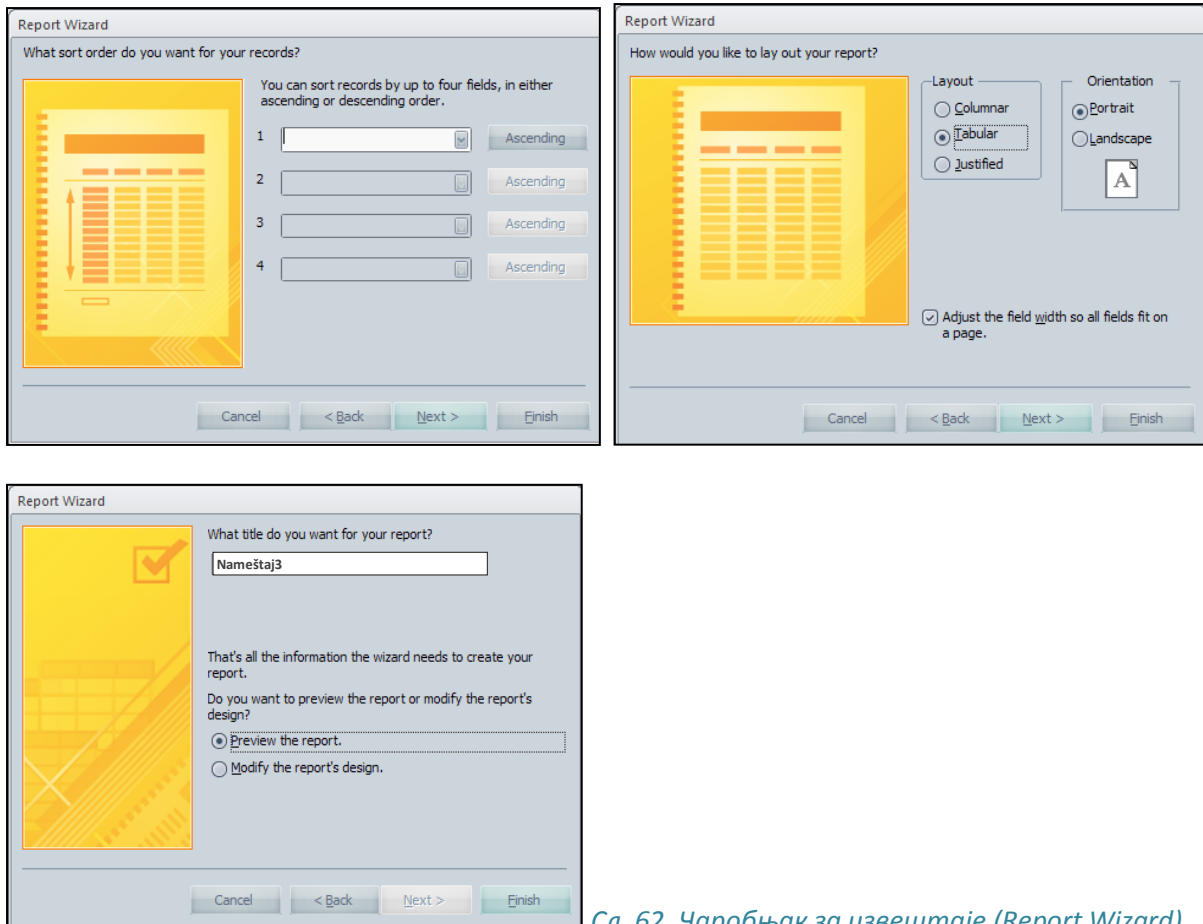 Report Wizard
What sort order do you want for your records?
You can sort records by up to four fields, in either
ascending or descending order.
1 Ascending
2 Ascending
3 Ascending
4 Ascending
Cancel < Back Next > Finish
Report Wizard
How would you like to lay out your report?
Layout Orientation
Columnar Portrait
Tabular Landscape
Justified
A
Adjust the field width so all fields fit on
a page.
Cancel < Back Next > Finish
Report Wizard
What title do you want for your report?
Nameštaj3
That's all the information the wizard needs to create your
report.
Do you want to preview the report or modify the report's
design?
Preview the report.
Modify the report's design.
Cancel < Back Next > Finish
Сл. 62. Чаробњак за извештаје (Report Wizard)